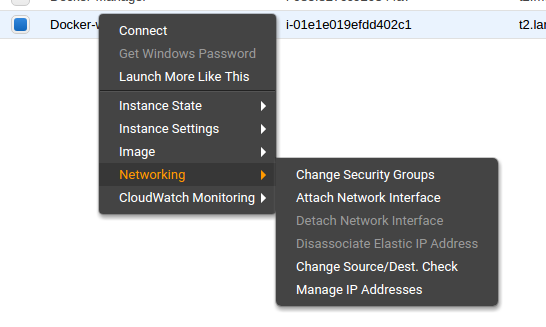 Docker-w
i-01e1e019efdd402c1
Connect
Get Windows Password
Launch More Like This
Instance State
Instance Settings
Image
Networking
CloudWatch Monitoring
Change Security Groups
Attach Network Interface
Detach Network Interface
Disassociate Elastic IP Address
Change Source/Dest. Check
Manage IP Addresses